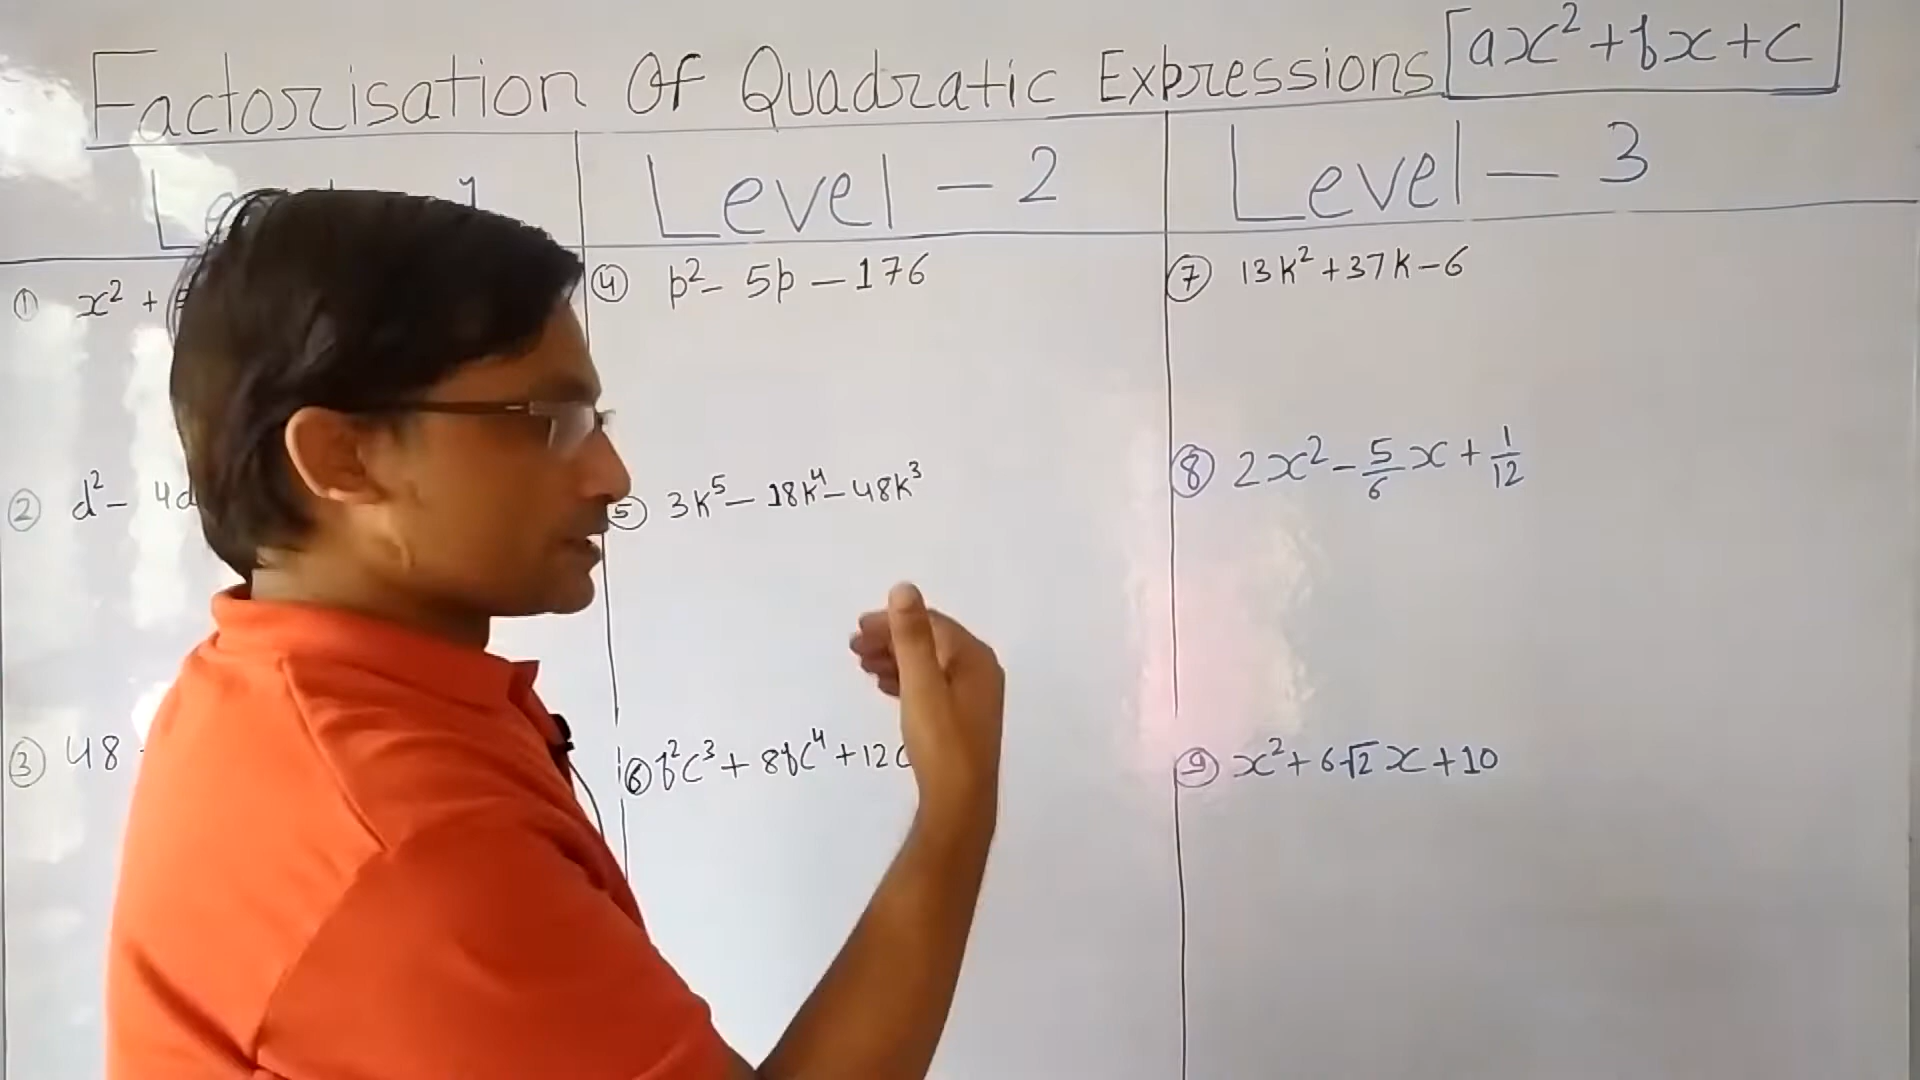 Factorisation Of Quadratic Expressions [ax² + bx + c]
Level - 2
Level - 3
① x² +
② d² - 4d
③ 48
④ p² - 5p - 176
⑤ 3k⁵ - 18k⁴ - 48k³
⑥ b²c³ + 8bc⁴ + 12c
⑦ 13k² + 37k - 6
⑧ 2x² - 5/6 x + 1/12
⑨ x² + 6√2 x + 10